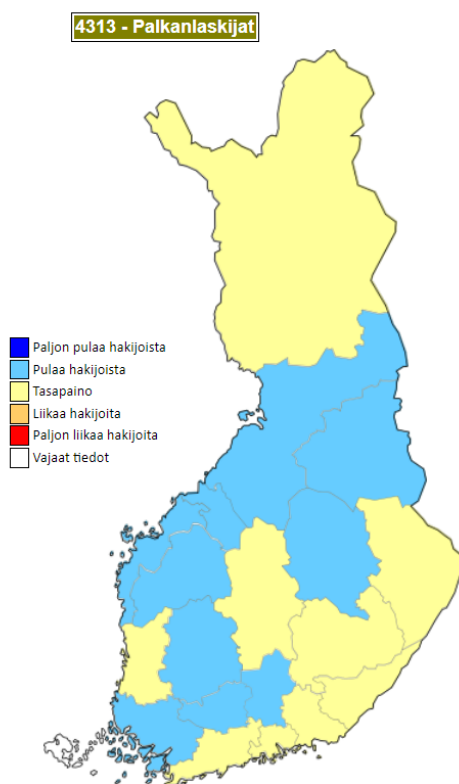 4313 - Palkanlaskijat
Paljon pulaa hakijoista
Pulaa hakijoista
Tasapaino
Liikaa hakijoita
Paljon liikaa hakijoita
Vajaat tiedot